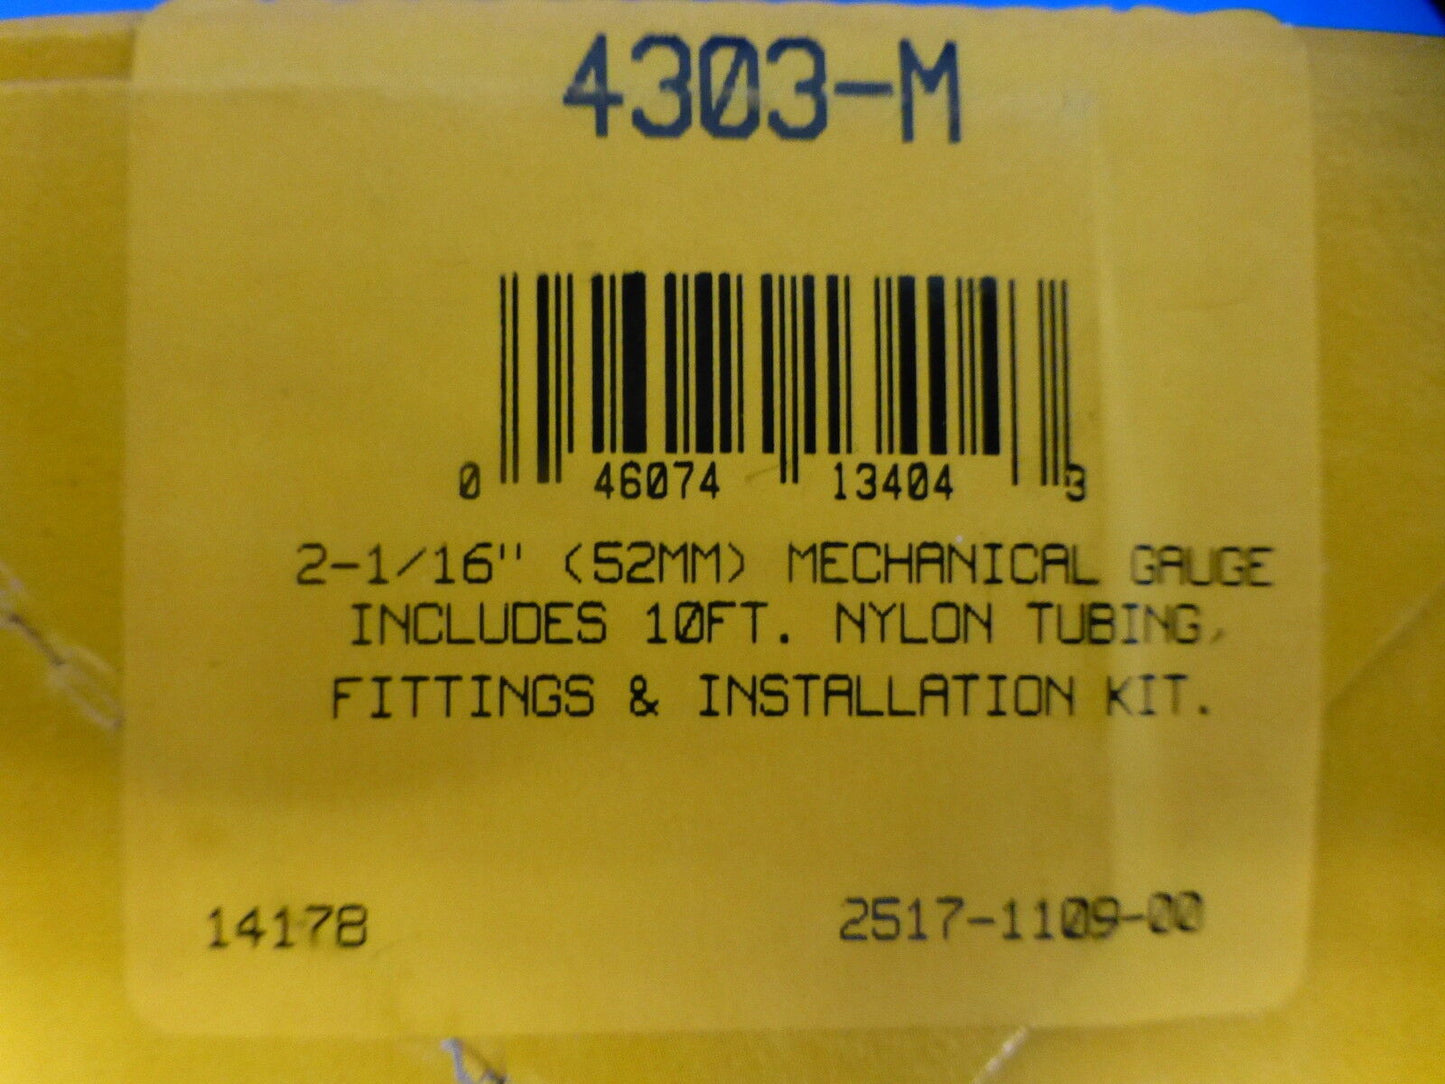 4303-M
0 46074 13404 3
2-1/16" (52MM) MECHANICAL GAUGE
INCLUDES 10FT. NYLON TUBING,
FITTINGS & INSTALLATION KIT.
14178 2517-1109-00